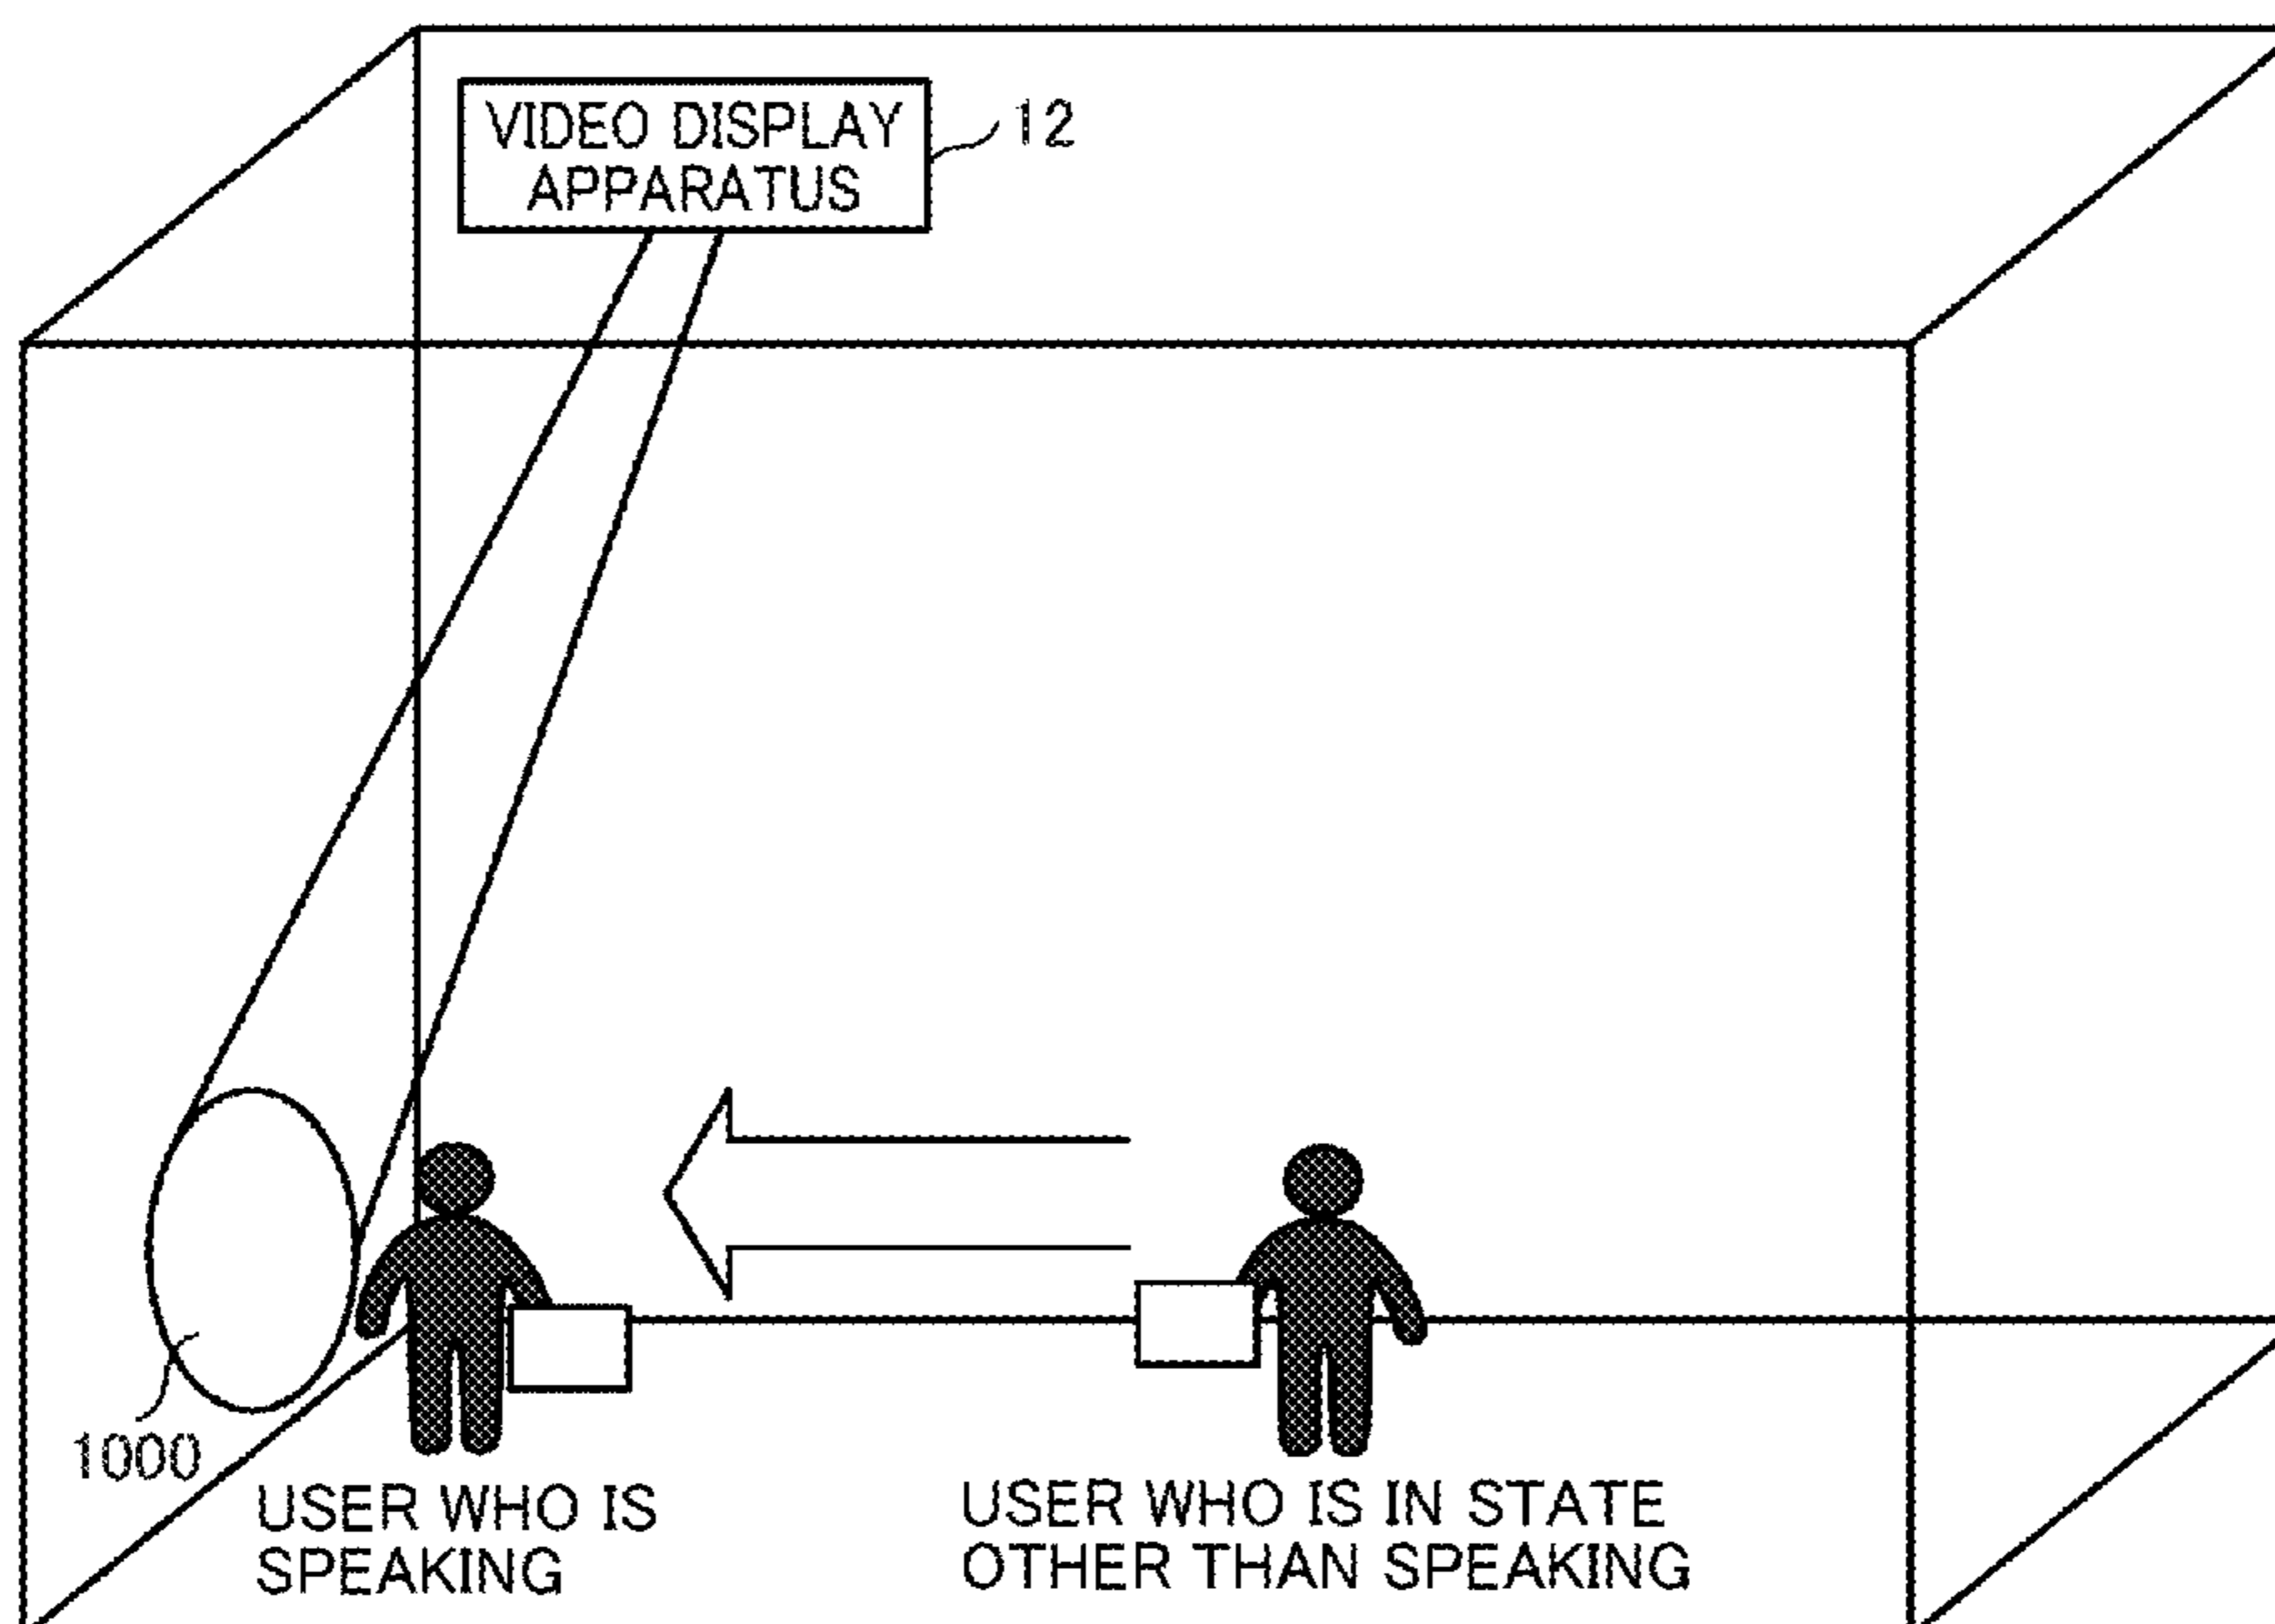 VIDEO DISPLAY
APPARATUS
12
1000
USER WHO IS
SPEAKING
USER WHO IS IN STATE
OTHER THAN SPEAKING